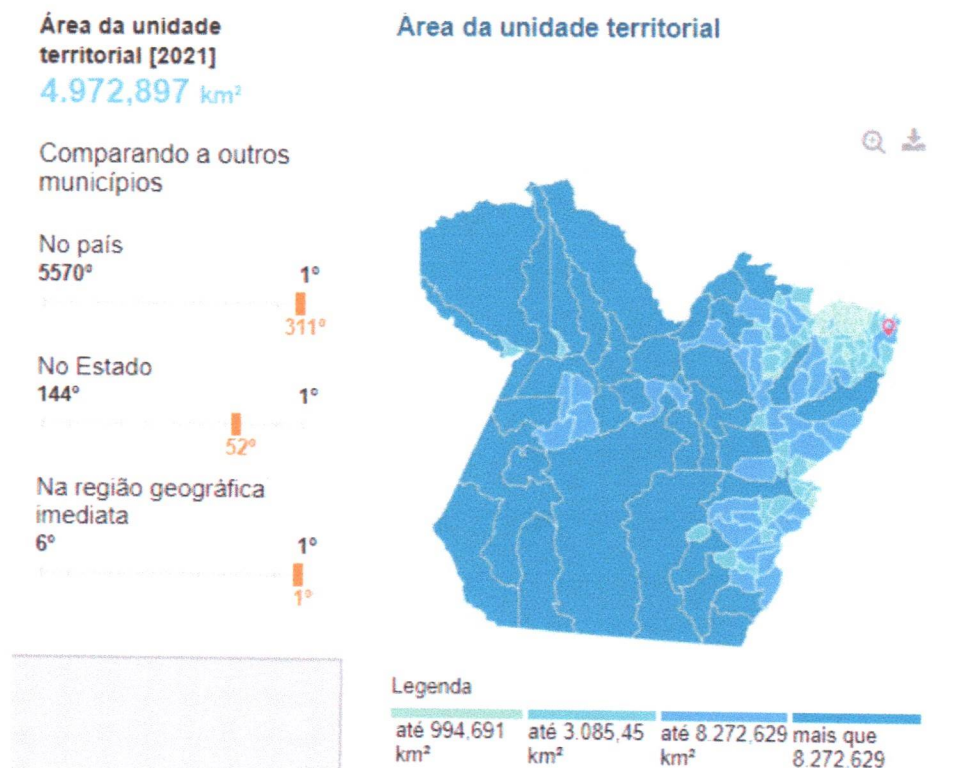 Área da unidade
territorial [2021]
4.972,897 km²
Comparando a outros
municípios
No país
5570º 1º
311º
No Estado
144º 1º
52º
Na região geográfica
imediata
6º 1º
1º
Área da unidade territorial
Legenda
até 994,691
km²
até 3.085,45
km²
até 8.272,629
km²
mais que
8.272.629